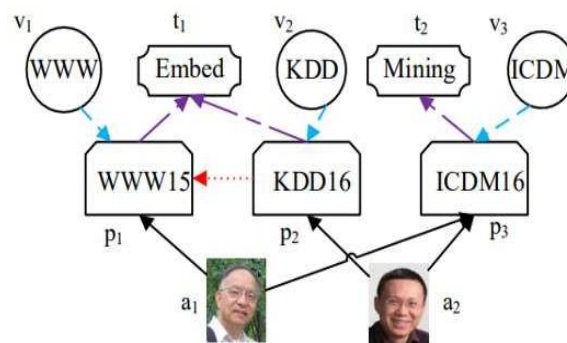 v1 t1 v2 t2 v3
WWW Embed KDD Mining ICDM
WWW15 KDD16 ICDM16
p1 p2 p3
a1 a2